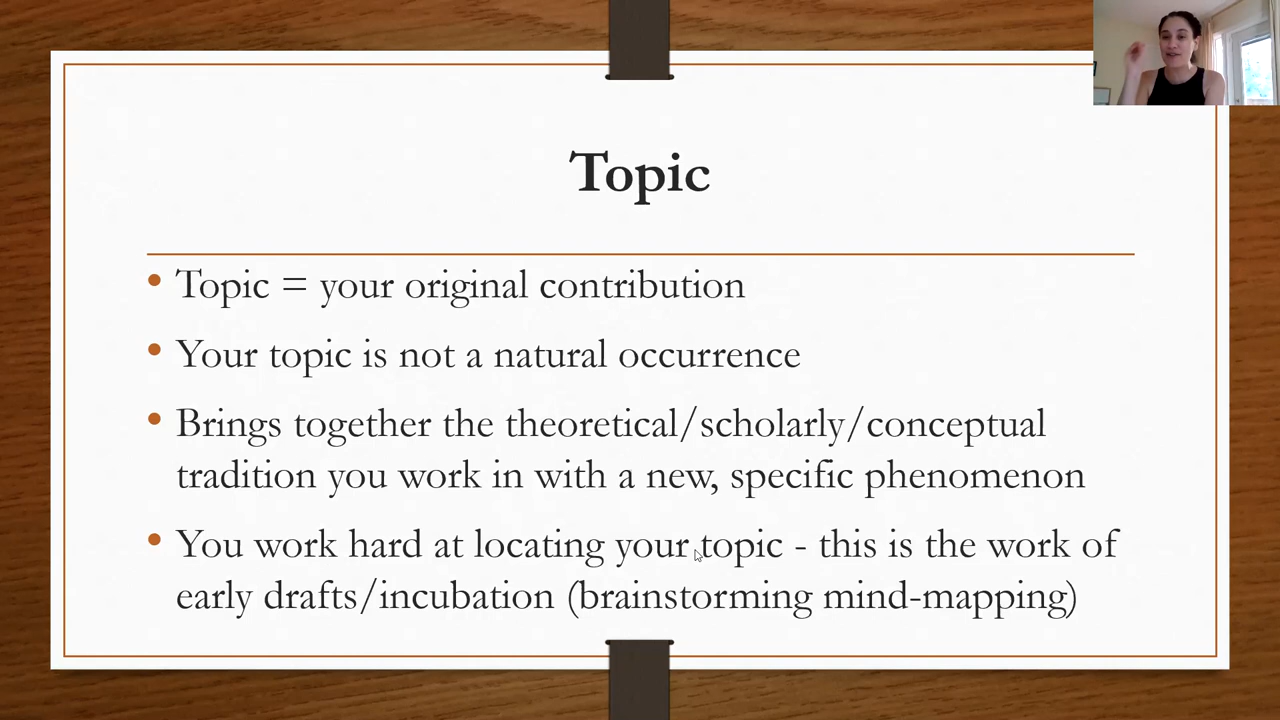 Topic
• Topic = your original contribution
• Your topic is not a natural occurrence
• Brings together the theoretical/scholarly/conceptual
tradition you work in with a new, specific phenomenon
• You work hard at locating your topic - this is the work of
early drafts/incubation (brainstorming mind-mapping)